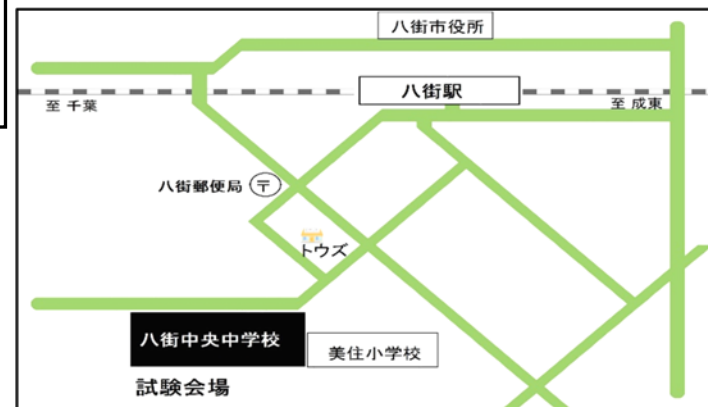 八街市役所
八街駅
至 千葉
至 成東
八街郵便局 〒
トウズ
八街中央中学校
美住小学校
試験会場